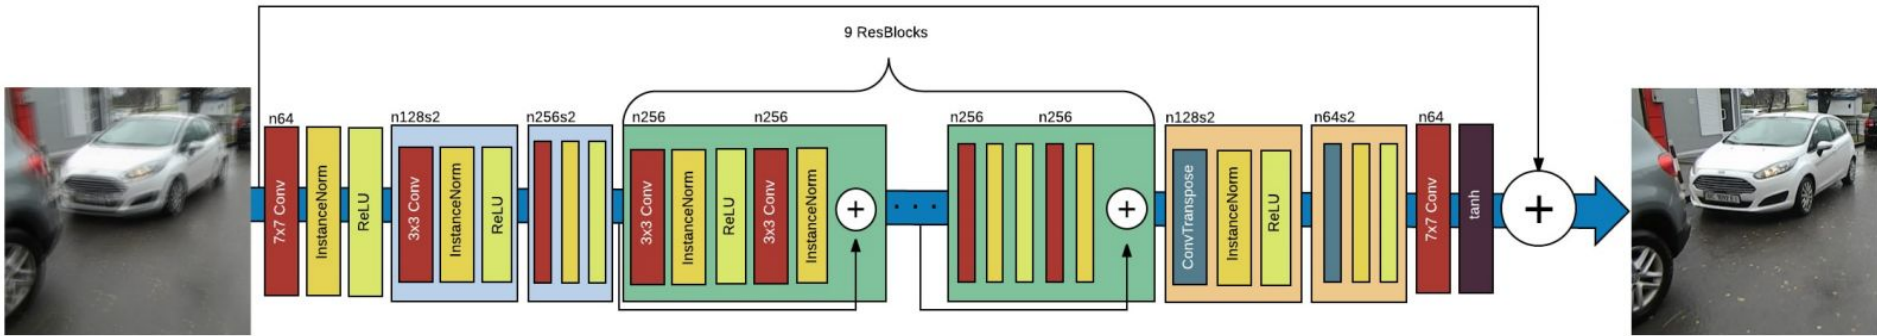 9 ResBlocks
n64
n128s2
n256s2
n256
n256
n256
n256
n128s2
n64s2
n64
7x7 Conv
InstanceNorm
ReLU
3x3 Conv
InstanceNorm
ReLU
3x3 Conv
InstanceNorm
ReLU
3x3 Conv
InstanceNorm
+
· · ·
+
ConvTranspose
InstanceNorm
ReLU
7x7 Conv
tanh
+